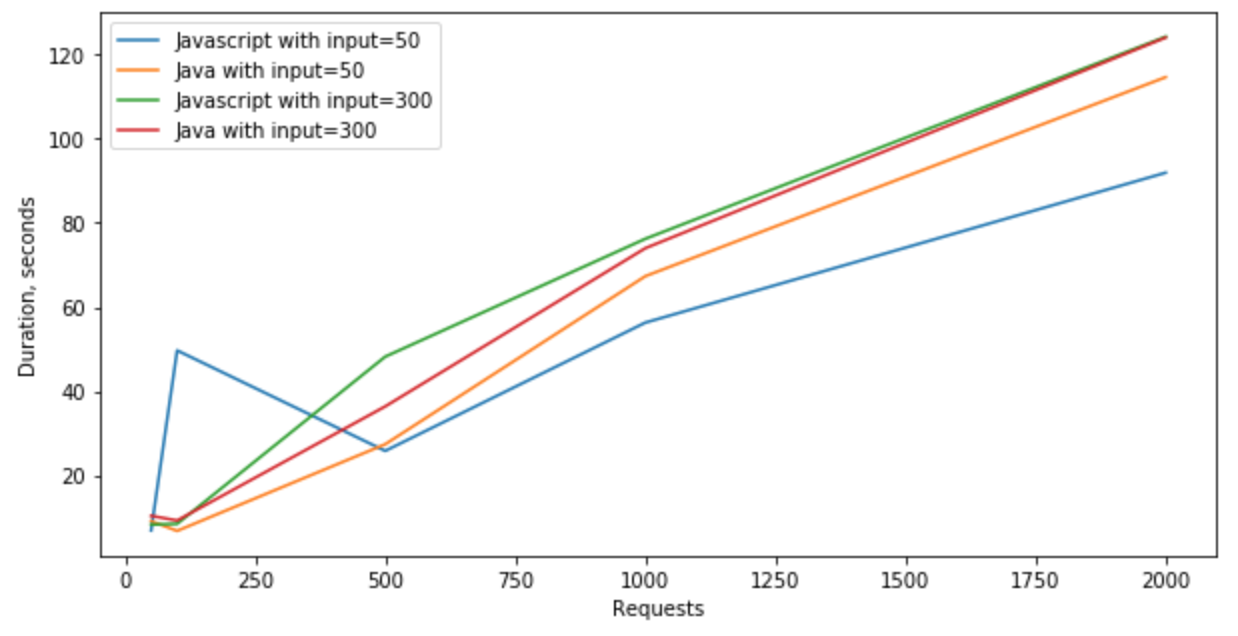 Javascript with input=50
Java with input=50
Javascript with input=300
Java with input=300
120
100
80
60
40
20
Duration, seconds
0 250 500 750 1000 1250 1500 1750 2000
Requests